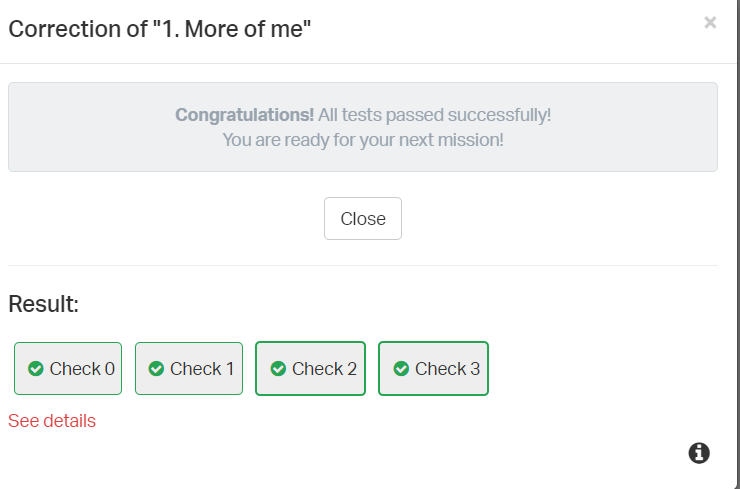 Correction of "1. More of me"
×
Congratulations! All tests passed successfully!
You are ready for your next mission!
Close
Result:
Check 0
Check 1
Check 2
Check 3
See details